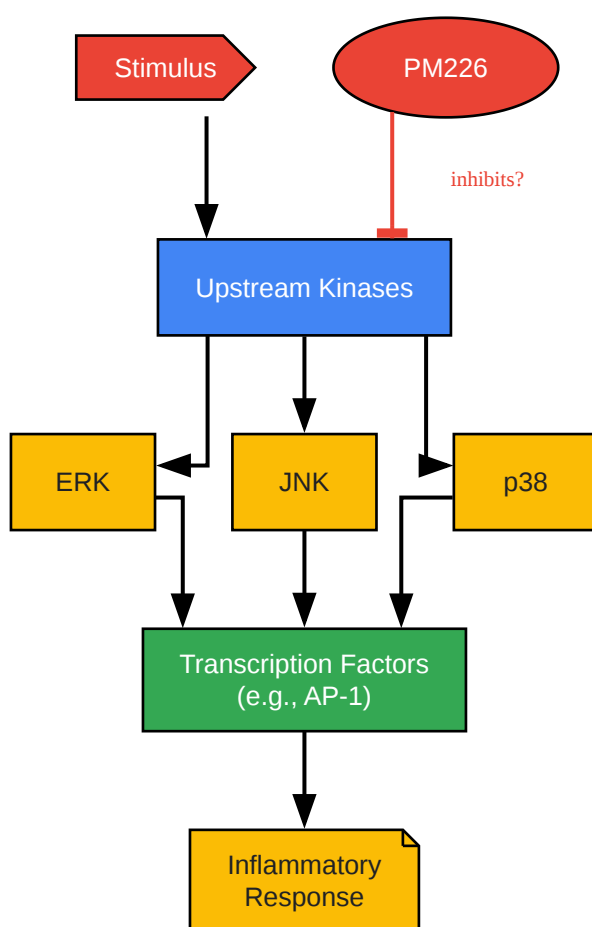 Stimulus
PM226
inhibits?
Upstream Kinases
ERK
JNK
p38
Transcription Factors
(e.g., AP-1)
Inflammatory
Response